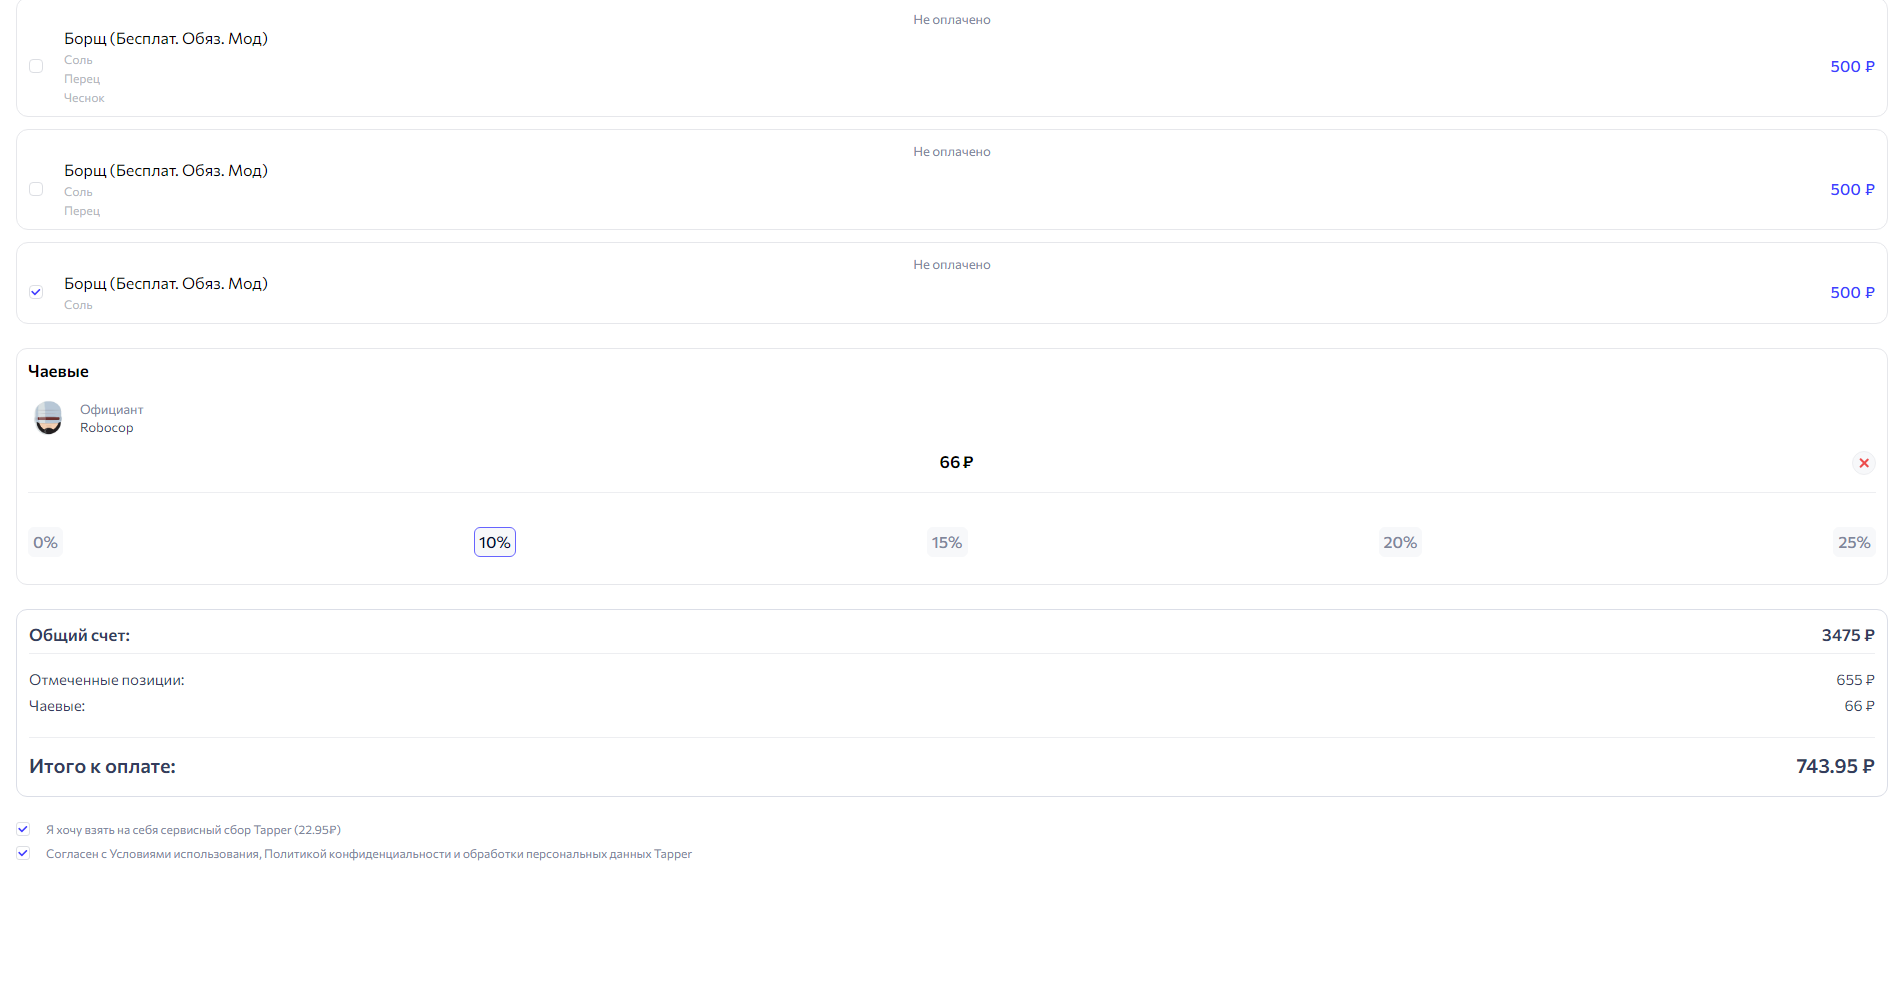 Не оплачено
Борщ (Бесплат. Обяз. Мод)
Соль
Перец
Чеснок
500 ₽
Не оплачено
Борщ (Бесплат. Обяз. Мод)
Соль
Перец
500 ₽
Не оплачено
Борщ (Бесплат. Обяз. Мод)
Соль
500 ₽
Чаевые
Официант
Robocop
66 ₽
0% 10% 15% 20% 25%
Общий счет: 3475 ₽
Отмеченные позиции: 655 ₽
Чаевые: 66 ₽
Итого к оплате: 743.95 ₽
Я хочу взять на себя сервисный сбор Tapper (22.95₽)
Согласен с Условиями использования, Политикой конфиденциальности и обработки персональных данных Tapper